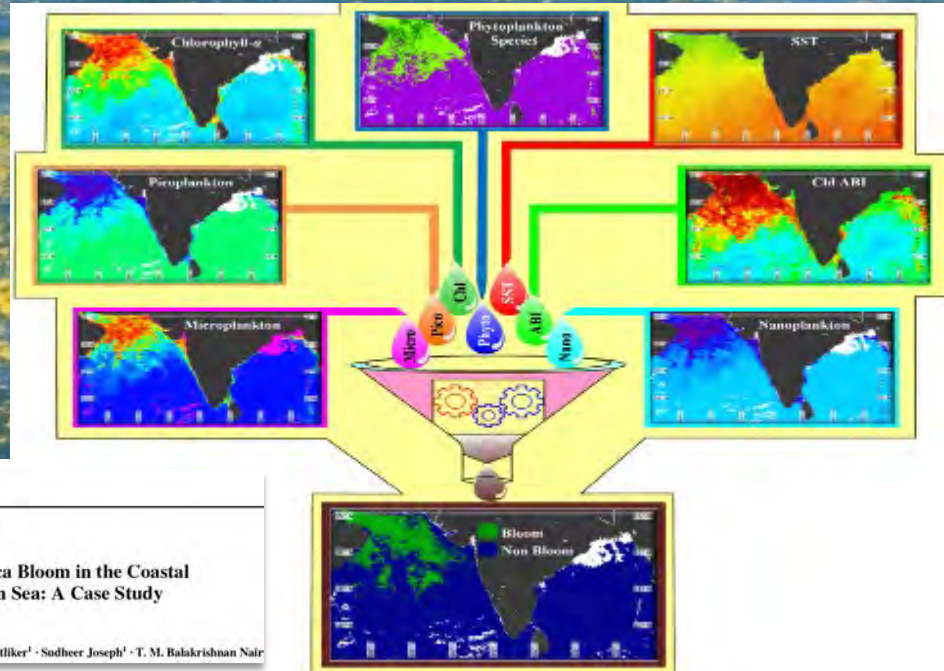 Phytoplankton
Species
Chlorophyll-a
SST
Picoplankton
Chl ABI
Microplankton
Nanoplankton
Micro
Pico
Chl
Phyto
SST
ABI
Nano
Bloom
Non Bloom
ca Bloom in the Coastal
n Sea: A Case Study
tliker¹ · Sudheer Joseph¹ · T. M. Balakrishnan Nair